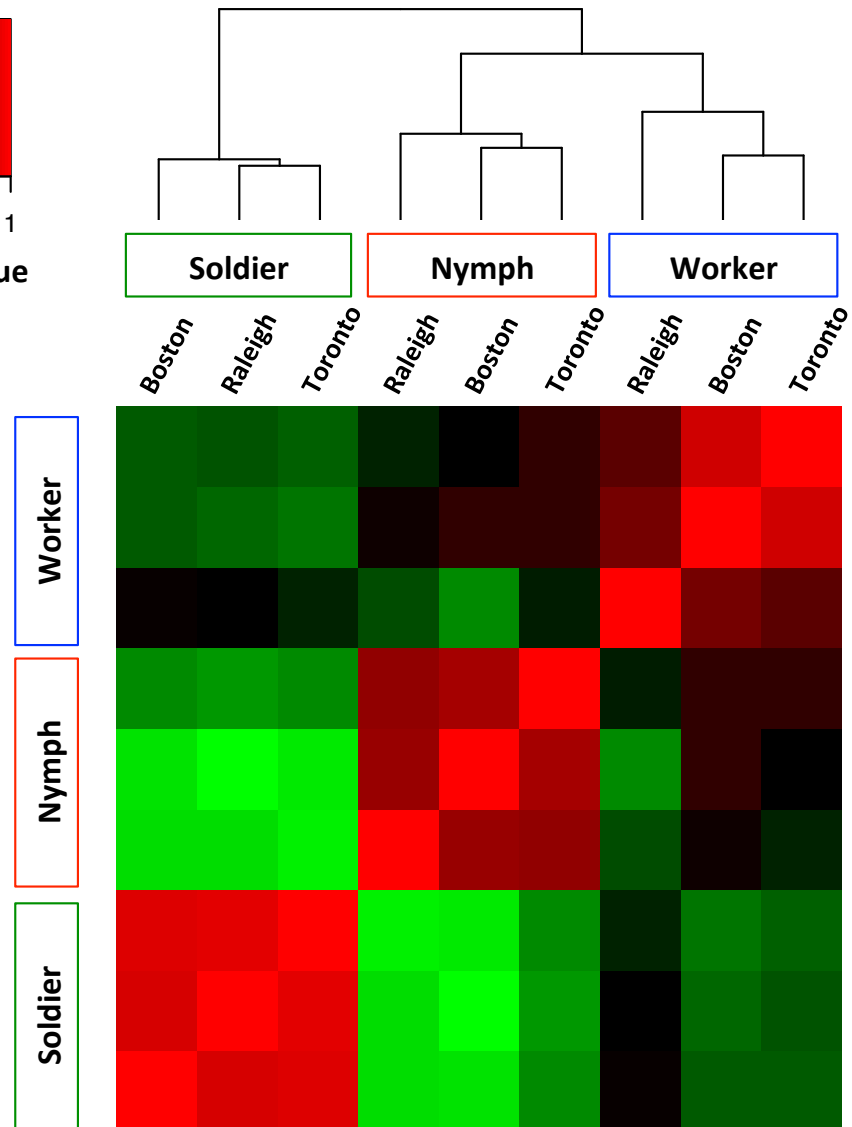 1
ue
Soldier Nymph Worker
Boston Raleigh Toronto Raleigh Boston Toronto Raleigh Boston Toronto
Worker
Nymph
Soldier